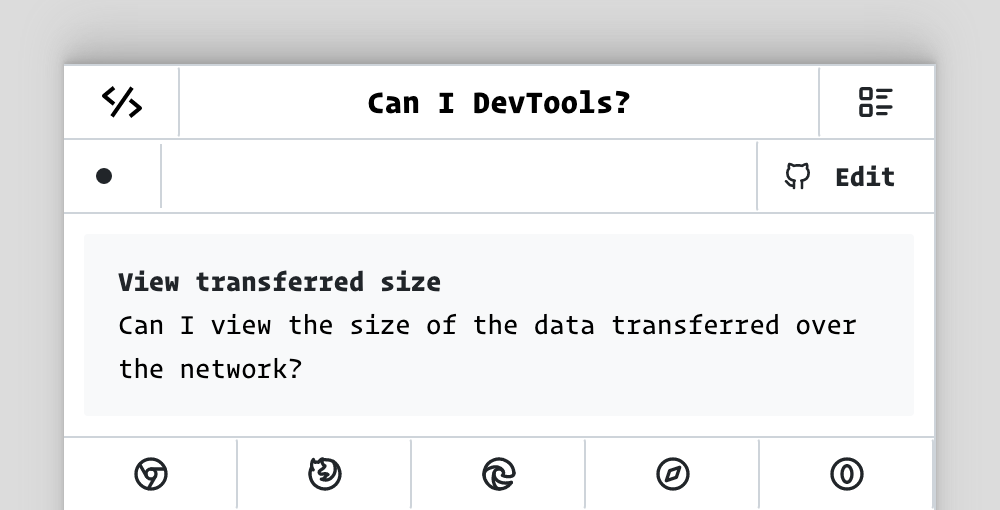 Can I DevTools?
Edit
View transferred size
Can I view the size of the data transferred over
the network?